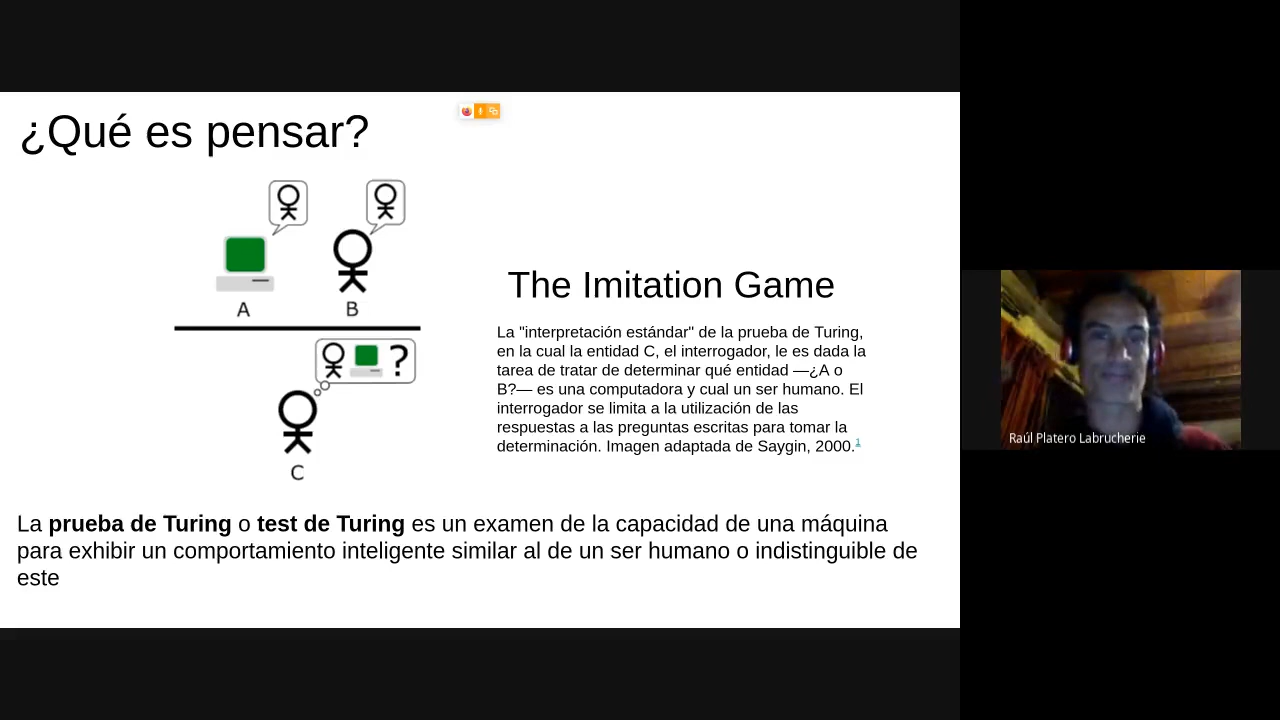 ¿Qué es pensar?
A
B
?
C
The Imitation Game
La "interpretación estándar" de la prueba de Turing,
en la cual la entidad C, el interrogador, le es dada la
tarea de tratar de determinar qué entidad —¿A o
B?— es una computadora y cual un ser humano. El
interrogador se limita a la utilización de las
respuestas a las preguntas escritas para tomar la
determinación. Imagen adaptada de Saygin, 2000.1
La prueba de Turing o test de Turing es un examen de la capacidad de una máquina
para exhibir un comportamiento inteligente similar al de un ser humano o indistinguible de
este
Raúl Platero Labrucherie